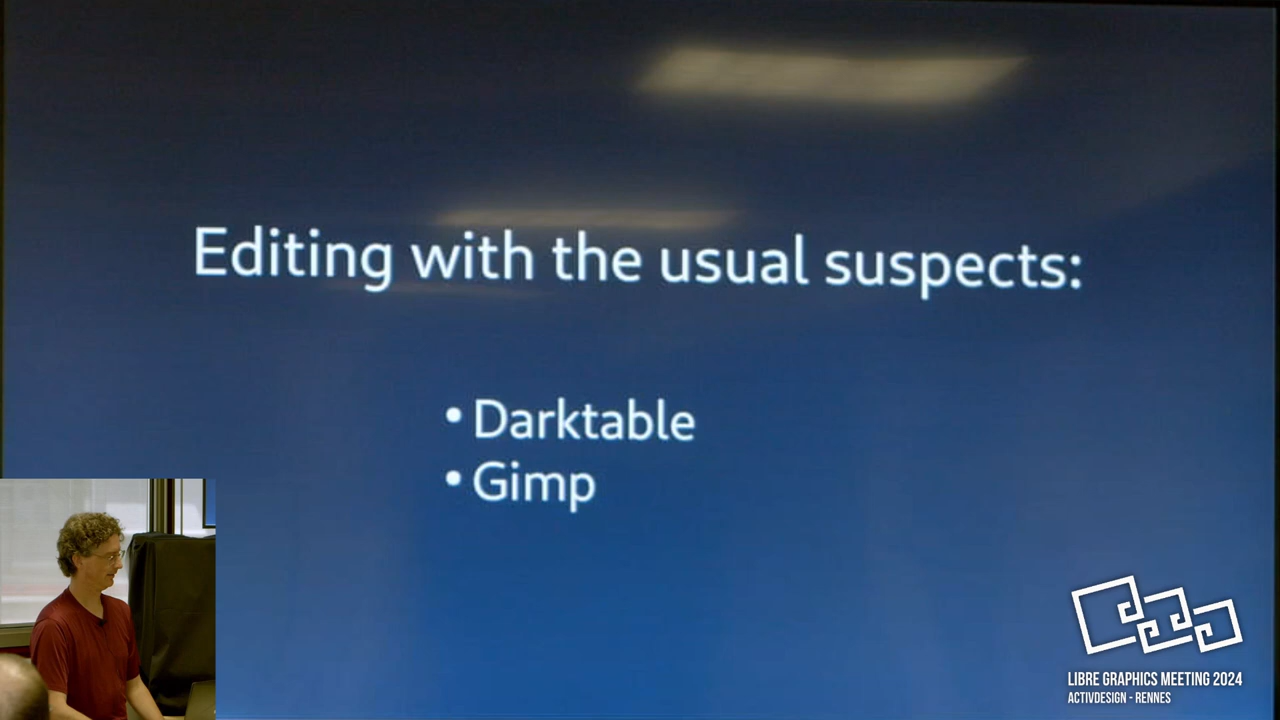 Editing with the usual suspects:
• Darktable
• Gimp
LIBRE GRAPHICS MEETING 2024
ACTIVDESIGN - RENNES